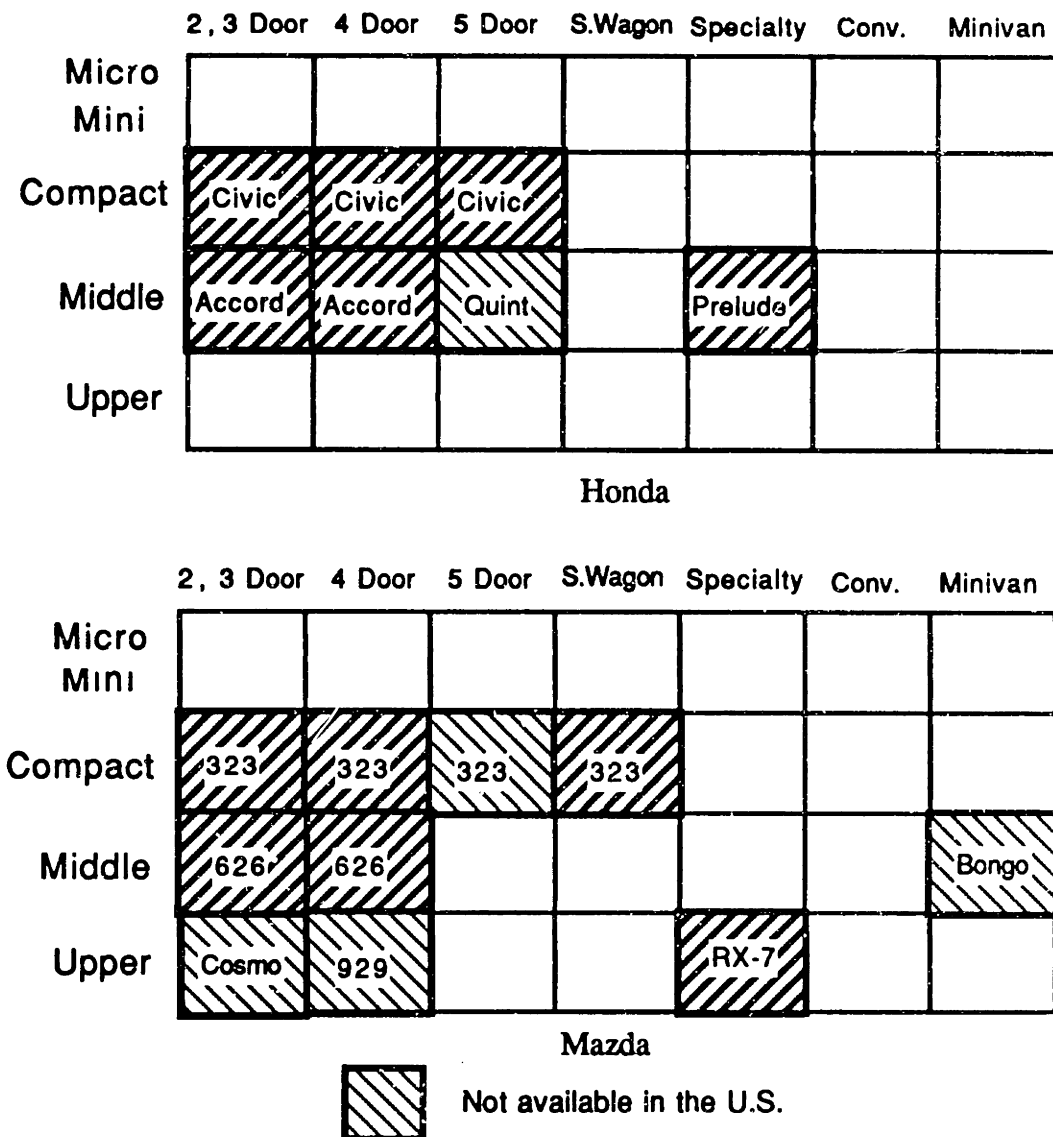 2, 3 Door 4 Door 5 Door S.Wagon Specialty Conv. Minivan
Micro
Mini
Compact Civic Civic Civic
Middle Accord Accord Quint Prelude
Upper
Honda
2, 3 Door 4 Door 5 Door S.Wagon Specialty Conv. Minivan
Micro
Mini
Compact 323 323 323 323
Middle 626 626 Bongo
Upper Cosmo 929 RX-7
Mazda
Not available in the U.S.